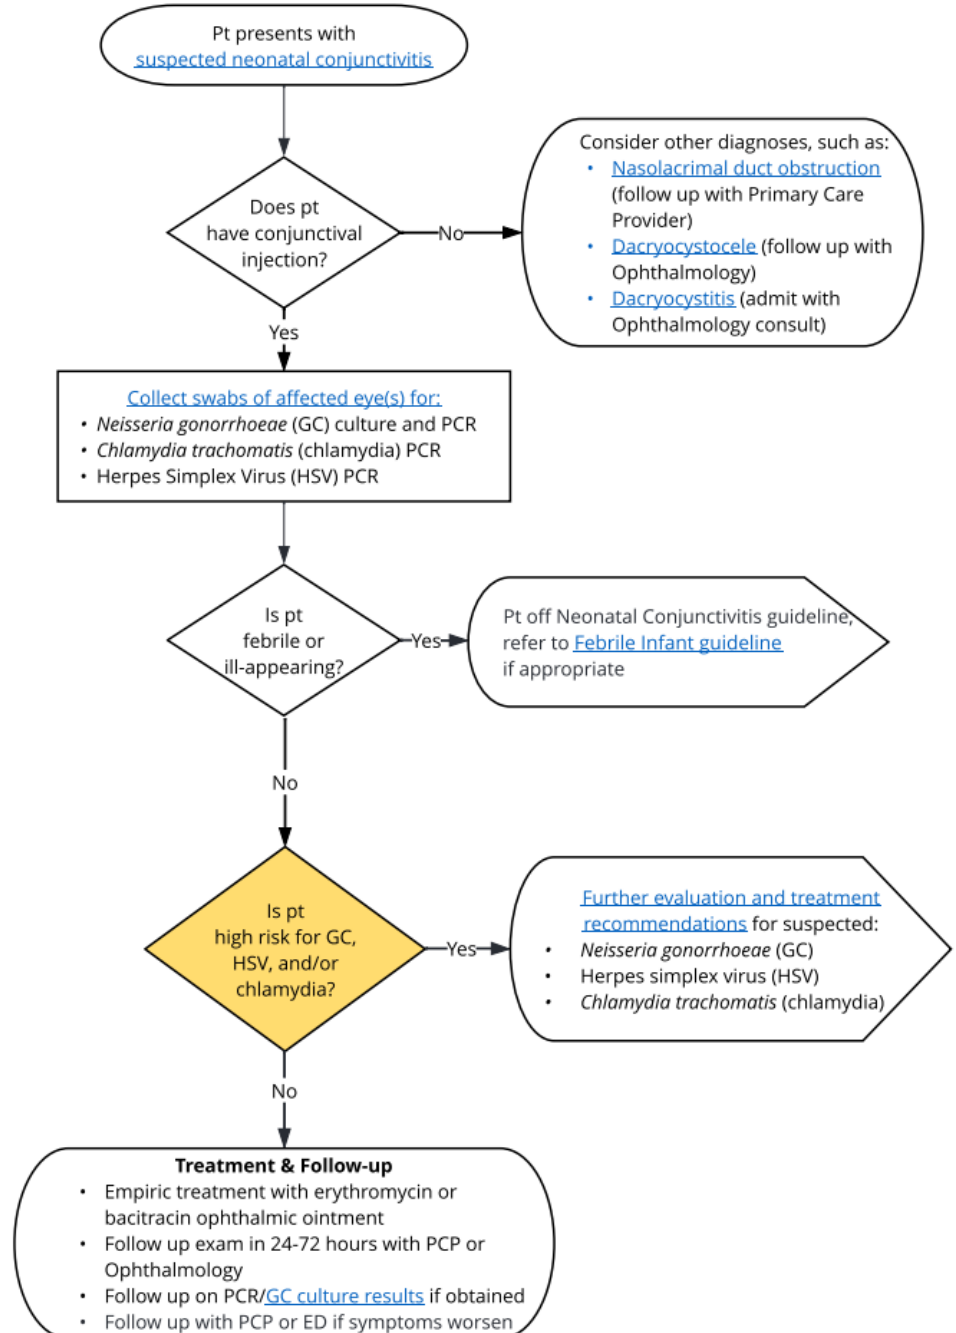 Pt presents with
suspected neonatal conjunctivitis
Does pt
have conjunctival
injection?
No
Consider other diagnoses, such as:
• Nasolacrimal duct obstruction
(follow up with Primary Care
Provider)
• Dacryocystocele (follow up with
Ophthalmology)
• Dacryocystitis (admit with
Ophthalmology consult)
Yes
Collect swabs of affected eye(s) for:
• Neisseria gonorrhoeae (GC) culture and PCR
• Chlamydia trachomatis (chlamydia) PCR
• Herpes Simplex Virus (HSV) PCR
Is pt
febrile or
ill-appearing?
Yes
Pt off Neonatal Conjunctivitis guideline,
refer to Febrile Infant guideline
if appropriate
No
Is pt
high risk for GC,
HSV, and/or
chlamydia?
Yes
Further evaluation and treatment
recommendations for suspected:
• Neisseria gonorrhoeae (GC)
• Herpes simplex virus (HSV)
• Chlamydia trachomatis (chlamydia)
No
Treatment & Follow-up
• Empiric treatment with erythromycin or
bacitracin ophthalmic ointment
• Follow up exam in 24-72 hours with PCP or
Ophthalmology
• Follow up on PCR/GC culture results if obtained
• Follow up with PCP or ED if symptoms worsen